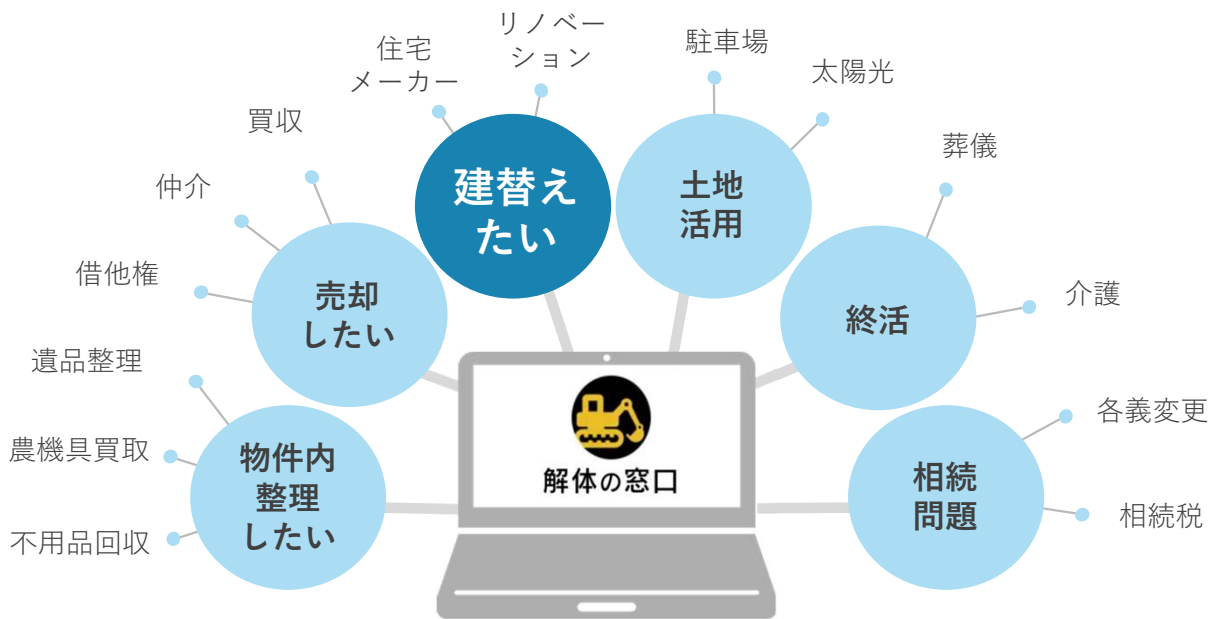 リノベー
ション
住宅
メーカー
駐車場
太陽光
買収
葬儀
仲介
建替え
たい
土地
活用
借他権
売却
したい
終活
介護
遺品整理
農機具買取
不用品回収
物件内
整理
したい
解体の窓口
相続
問題
各義変更
相続税